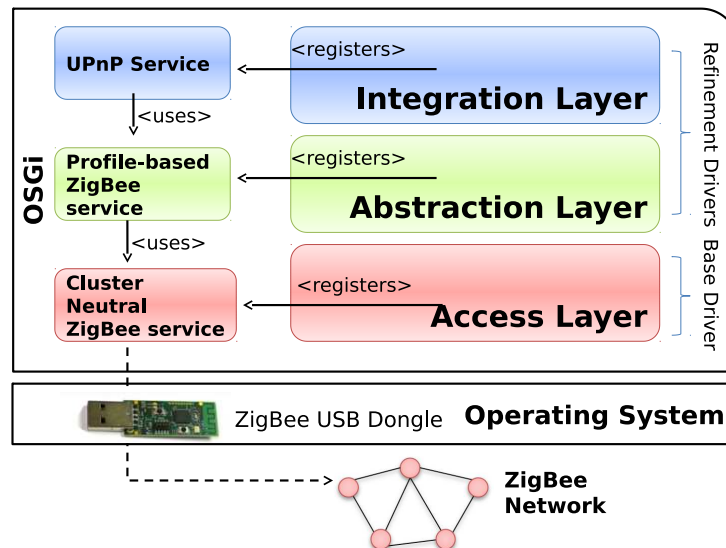 <registers>
UPnP Service
Integration Layer
<uses>
<registers>
Profile-based
ZigBee
service
Abstraction Layer
<uses>
<registers>
Cluster
Neutral
ZigBee service
Access Layer
OSGi
Refinement Drivers
Base Driver
ZigBee USB Dongle
Operating System
ZigBee
Network